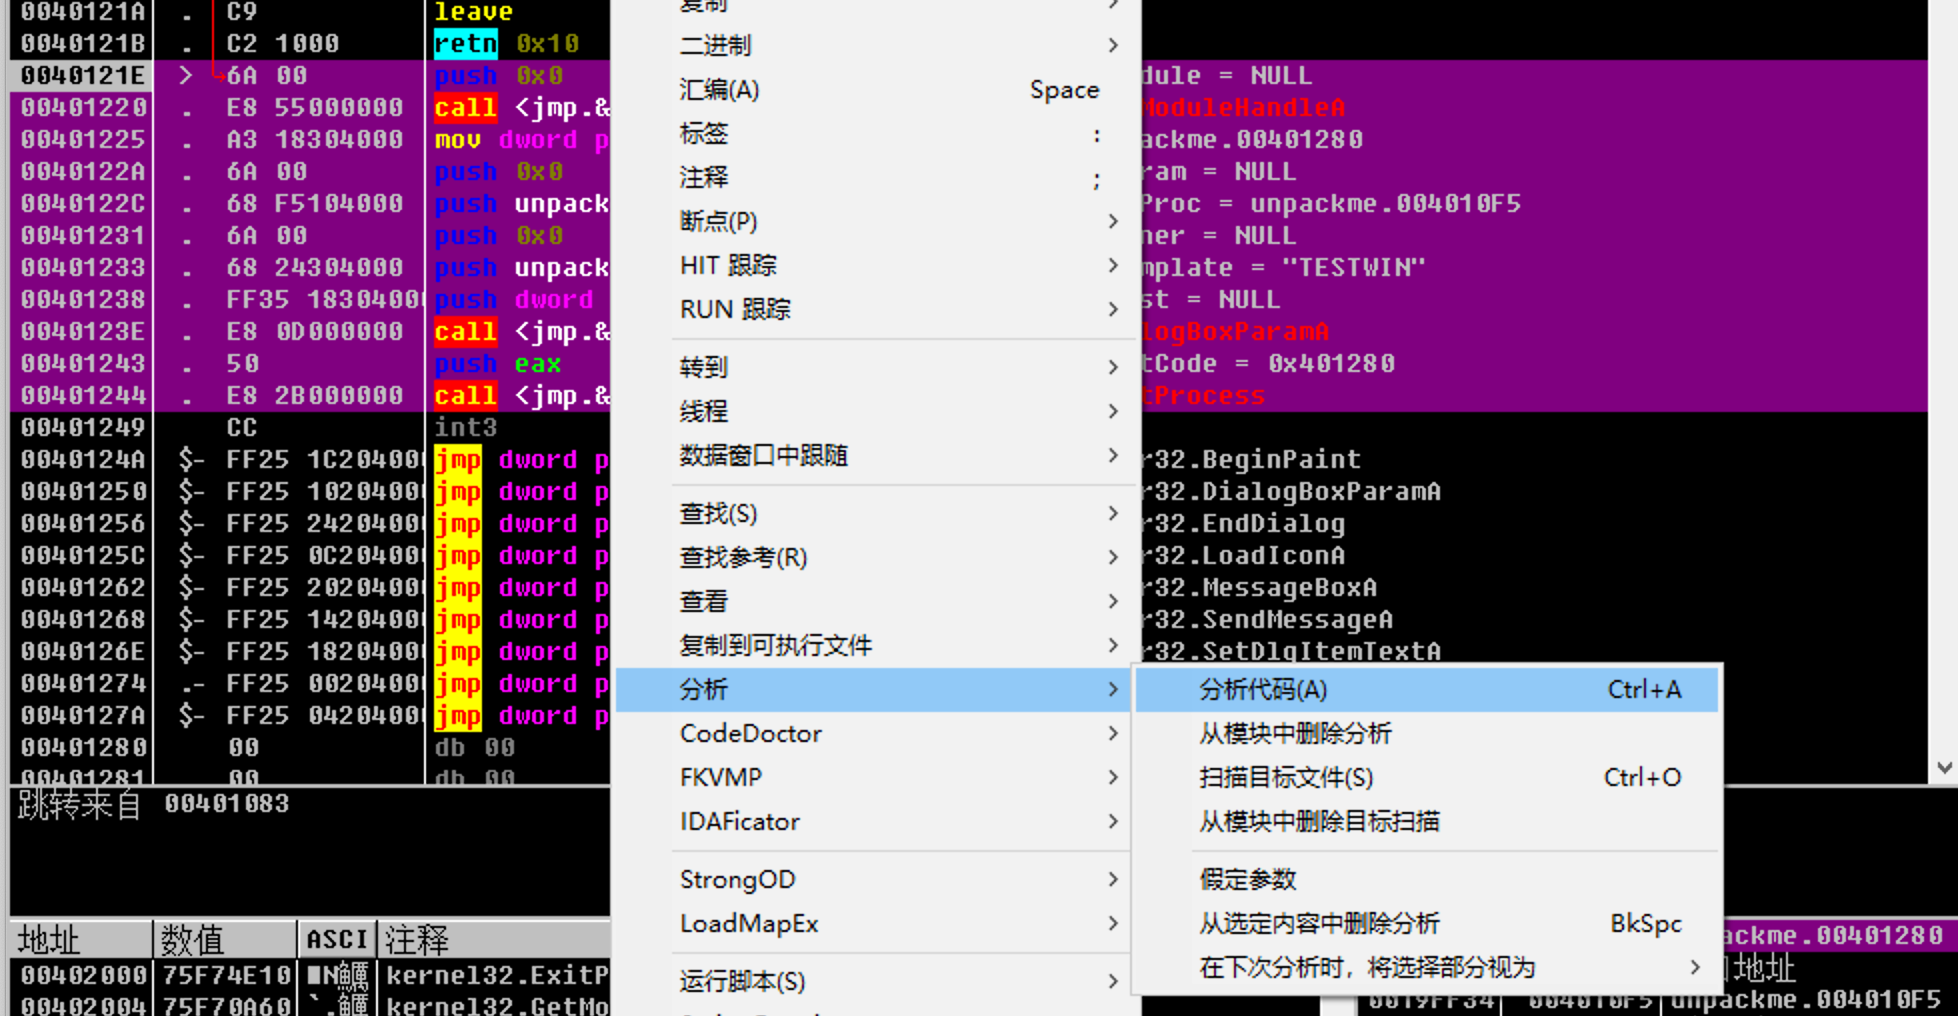 0040121A . C9 leave
0040121B . C2 1000 retn 0x10
0040121E > 6A 00 push 0x0 dule = NULL
00401220 . E8 55000000 call <jmp.& ModuleHandleA
00401225 . A3 18304000 mov dword p ackme.00401280
0040122A . 6A 00 push 0x0 ram = NULL
0040122C . 68 F5104000 push unpack Proc = unpackme.004010F5
00401231 . 6A 00 push 0x0 ner = NULL
00401233 . 68 24304000 push unpack mplate = "TESTWIN"
00401238 . FF35 1830400 push dword st = NULL
0040123E . E8 0D000000 call <jmp.& logBoxParamA
00401243 . 50 push eax tCode = 0x401280
00401244 . E8 2B000000 call <jmp.& tProcess
00401249 CC int3
0040124A $- FF25 1C20400 jmp dword p r32.BeginPaint
00401250 $- FF25 1020400 jmp dword p r32.DialogBoxParamA
00401256 $- FF25 2420400 jmp dword p r32.EndDialog
0040125C $- FF25 0C20400 jmp dword p r32.LoadIconA
00401262 $- FF25 2020400 jmp dword p r32.MessageBoxA
00401268 $- FF25 1420400 jmp dword p r32.SendMessageA
0040126E $- FF25 1820400 jmp dword p r32.SetDlgItemTextA
00401274 .- FF25 0020400 jmp dword p
0040127A $- FF25 0420400 jmp dword p
00401280 00 db 00
00401281 00 db 00
跳转来自 00401083
复制
二进制
汇编(A) Space
标签 :
注释 ;
断点(P)
HIT 跟踪
RUN 跟踪
转到
线程
数据窗口中跟随
查找(S)
查找参考(R)
查看
复制到可执行文件
分析
CodeDoctor
FKVMP
IDAFicator
StrongOD
LoadMapEx
运行脚本(S)
分析代码(A) Ctrl+A
从模块中删除分析
扫描目标文件(S) Ctrl+O
从模块中删除目标扫描
假定参数
从选定内容中删除分析 BkSpc
在下次分析时，将选择部分视为
地址 数值 ASCI 注释
00402000 75F74E10 kernel32.ExitP
00402004 75F70A60 kernel32.GetMo
ackme.00401280
地址
0019FF34 004010F5 unpackme.004010F5